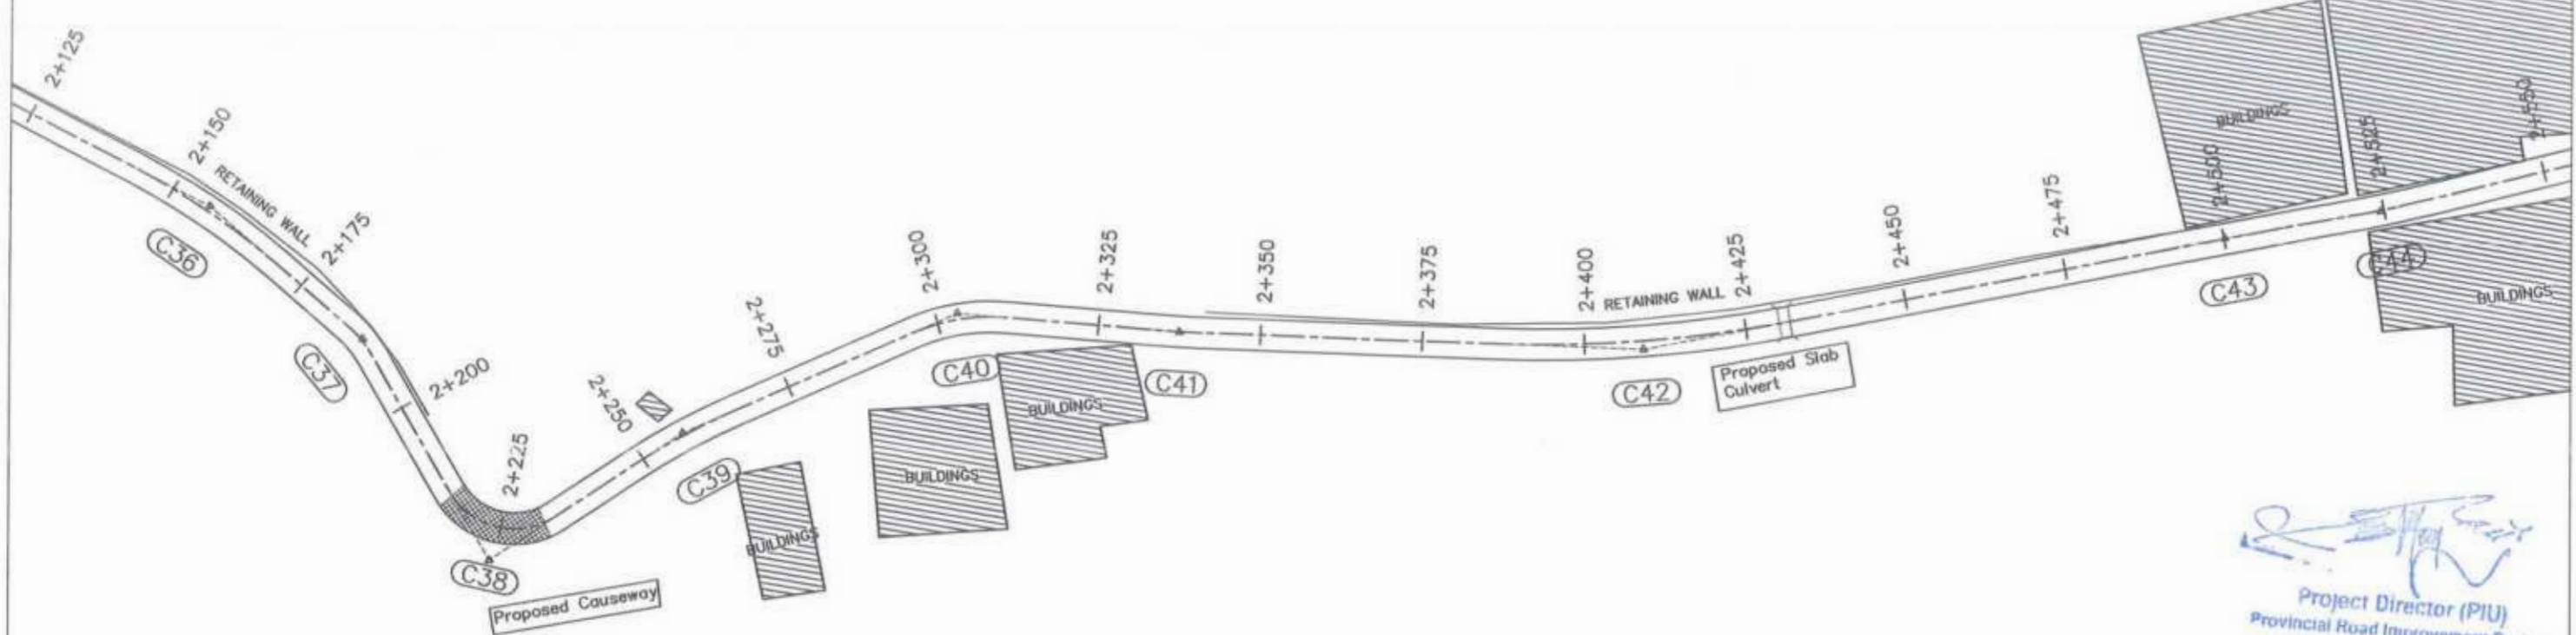 2+125
2+150
RETAINING WALL
2+175
2+200
2+225
2+250
2+275
2+300
2+325
2+350
2+375
2+400
RETAINING WALL
2+425
2+450
2+475
2+500
2+525
2+550
BUILDINGS
BUILDINGS
BUILDINGS
BUILDINGS
BUILDINGS
C36
C37
C38
C39
C40
C41
C42
C43
C44
Proposed Causeway
Proposed Slab
Culvert
Project Director (PIU)
Provincial Road Improvement